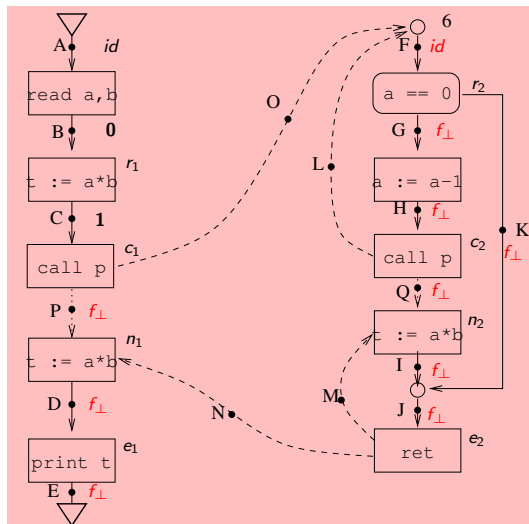 A id
read a,b
B 0
r1
t := a*b
C 1
c1
call p
P f⊥
n1
t := a*b
D f⊥
e1
print t
E f⊥
O
L
N
M
6
F id
r2
a == 0
G f⊥
a := a-1
H f⊥
K
f⊥
c2
call p
Q f⊥
n2
t := a*b
I f⊥
J f⊥
e2
ret